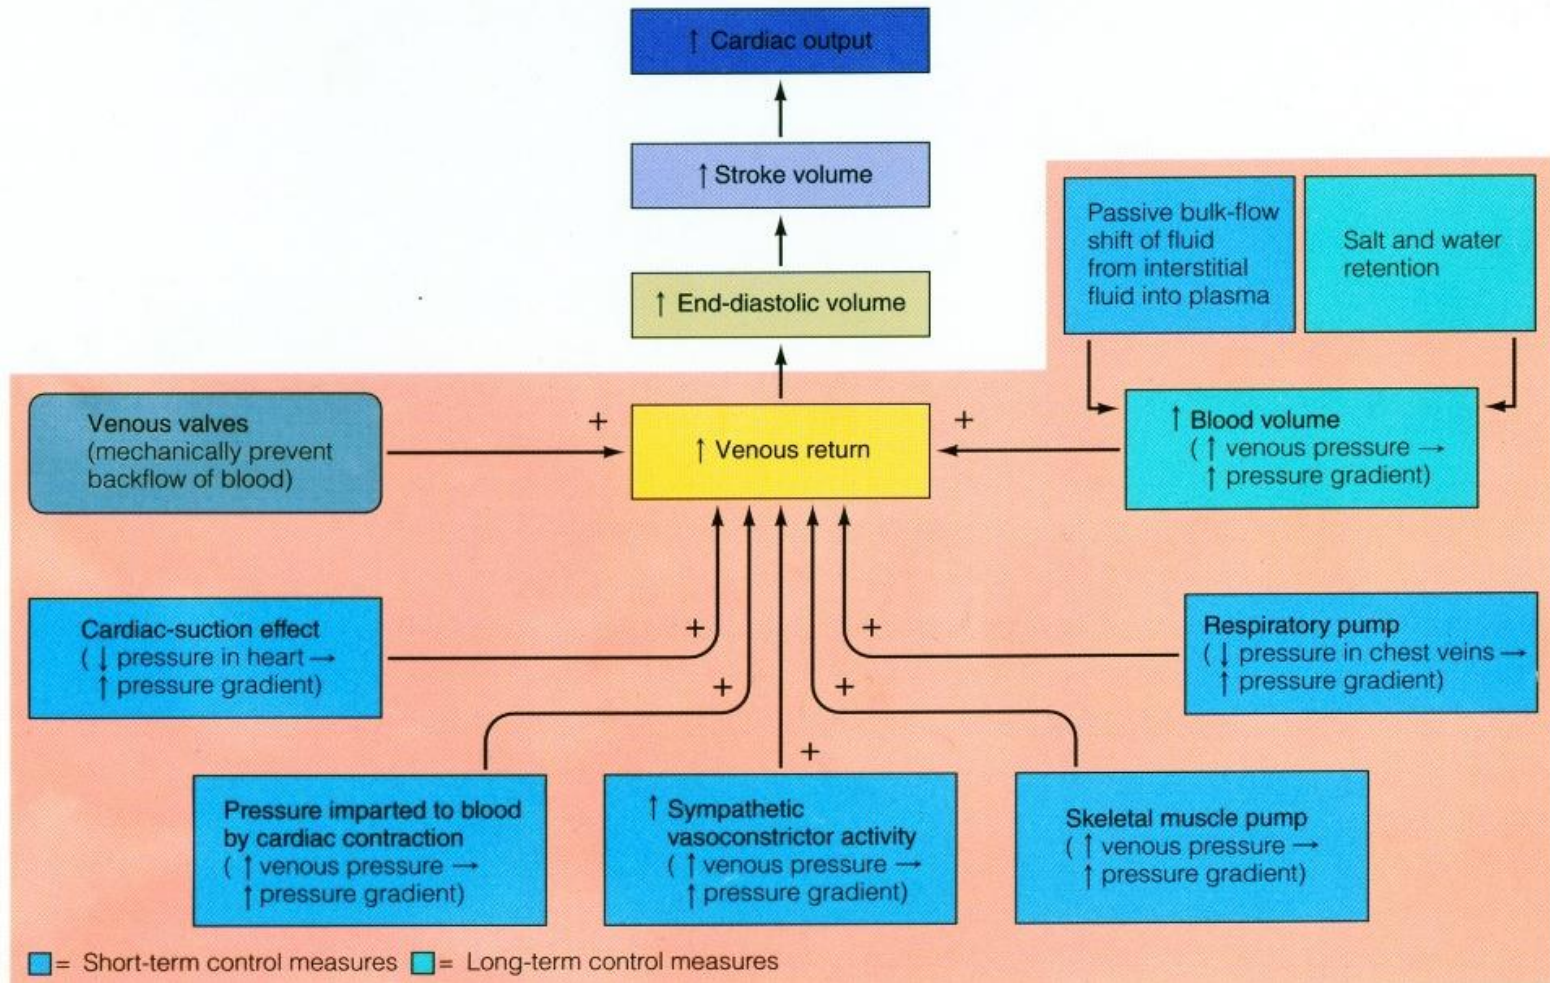 ↑ Cardiac output
↑ Stroke volume
↑ End-diastolic volume
Passive bulk-flow
shift of fluid
from interstitial
fluid into plasma
Salt and water
retention
Venous valves
(mechanically prevent
backflow of blood)
+
↑ Venous return
+
↑ Blood volume
( ↑ venous pressure →
↑ pressure gradient)
Cardiac-suction effect
( ↓ pressure in heart →
↑ pressure gradient)
+
+
Respiratory pump
( ↓ pressure in chest veins →
↑ pressure gradient)
+
+
+
Pressure imparted to blood
by cardiac contraction
( ↑ venous pressure →
↑ pressure gradient)
↑ Sympathetic
vasoconstrictor activity
( ↑ venous pressure →
↑ pressure gradient)
Skeletal muscle pump
( ↑ venous pressure →
↑ pressure gradient)
= Short-term control measures = Long-term control measures